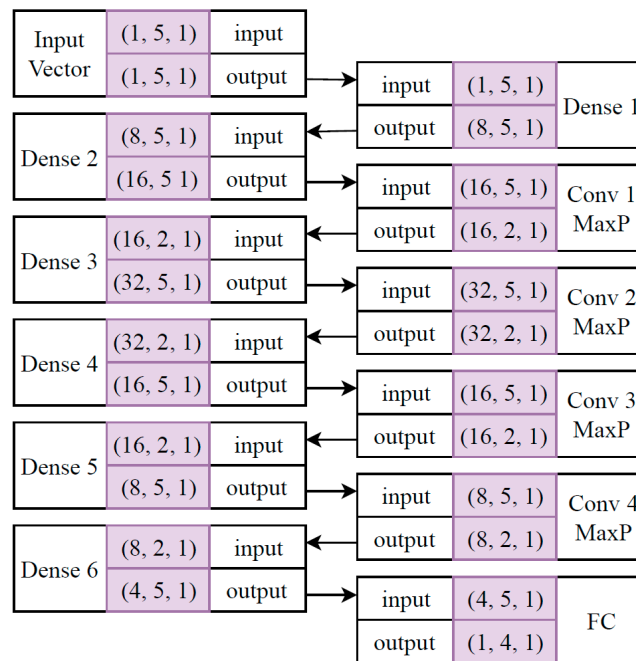 Input Vector
(1, 5, 1) input
(1, 5, 1) output
Dense 1
input (1, 5, 1)
output (8, 5, 1)
Dense 2
(8, 5, 1) input
(16, 5 1) output
Conv 1 MaxP
input (16, 5, 1)
output (16, 2, 1)
Dense 3
(16, 2, 1) input
(32, 5, 1) output
Conv 2 MaxP
input (32, 5, 1)
output (32, 2, 1)
Dense 4
(32, 2, 1) input
(16, 5, 1) output
Conv 3 MaxP
input (16, 5, 1)
output (16, 2, 1)
Dense 5
(16, 2, 1) input
(8, 5, 1) output
Conv 4 MaxP
input (8, 5, 1)
output (8, 2, 1)
Dense 6
(8, 2, 1) input
(4, 5, 1) output
FC
input (4, 5, 1)
output (1, 4, 1)